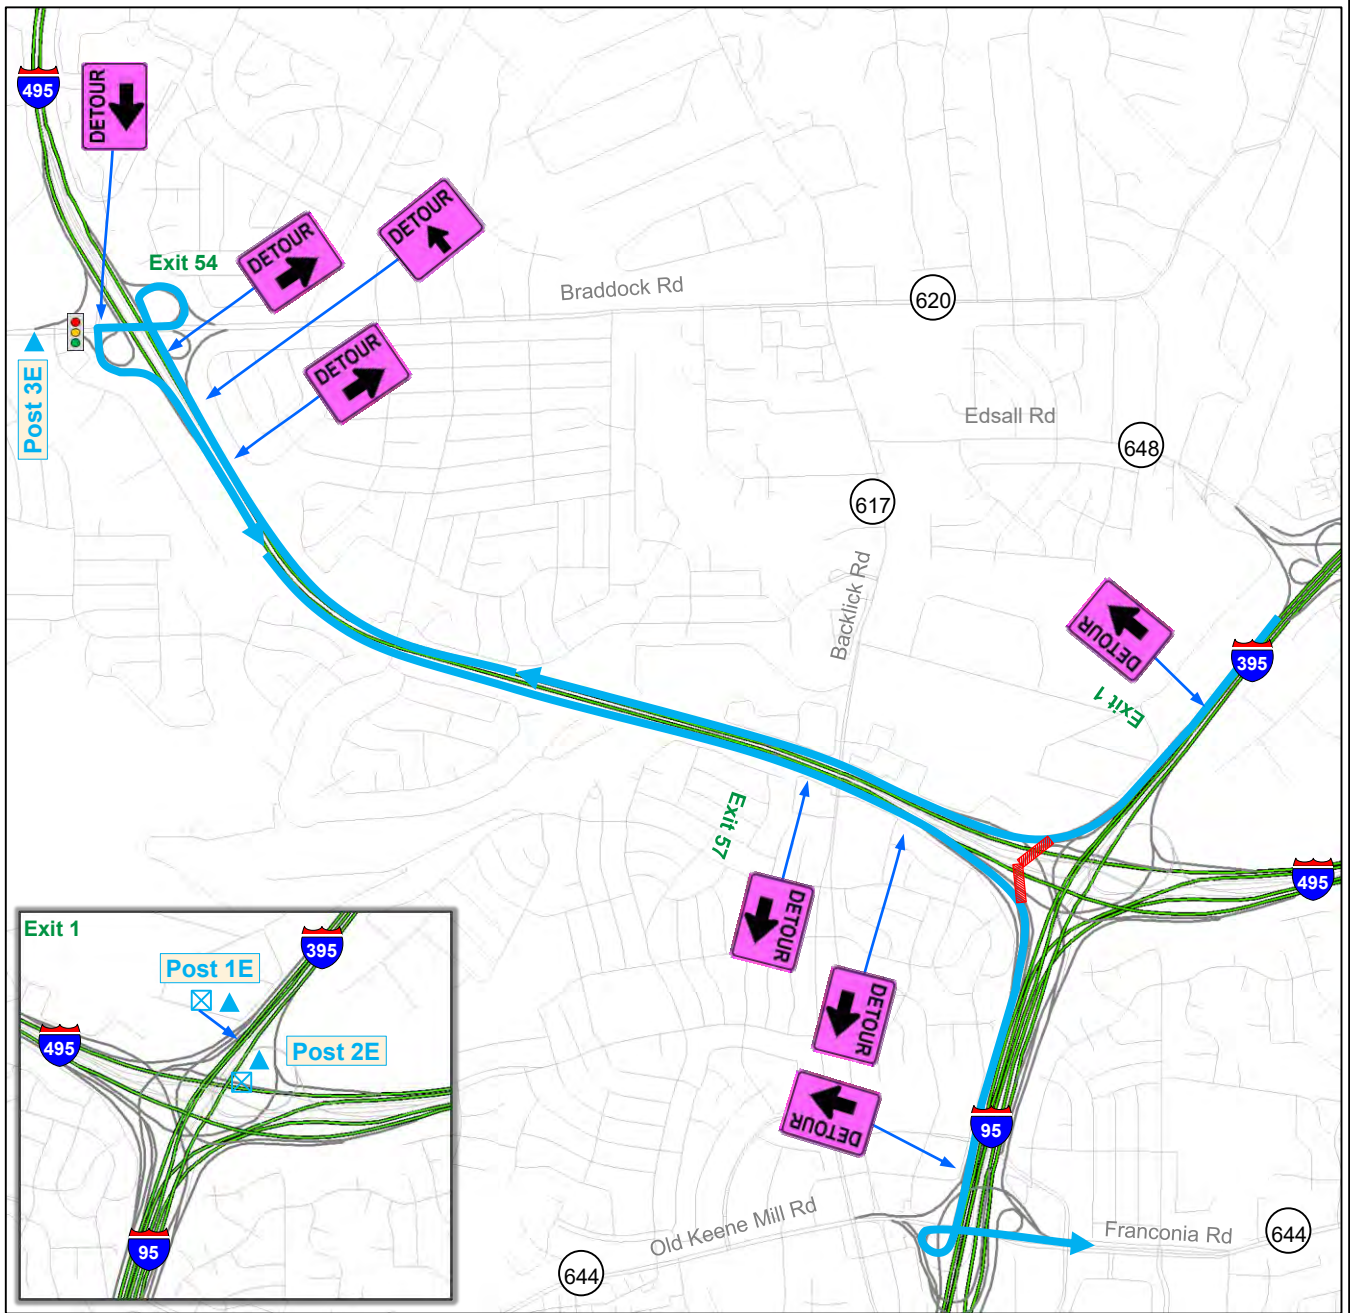 495
DETOUR
Exit 54
DETOUR
DETOUR
Braddock Rd
620
Post 3E
DETOUR
Edsall Rd
648
617
Backlick Rd
DETOUR
395
Exit 1
Exit 57
495
DETOUR
DETOUR
DETOUR
95
Old Keene Mill Rd
Franconia Rd
644
644
Exit 1
395
Post 1E
495
Post 2E
95